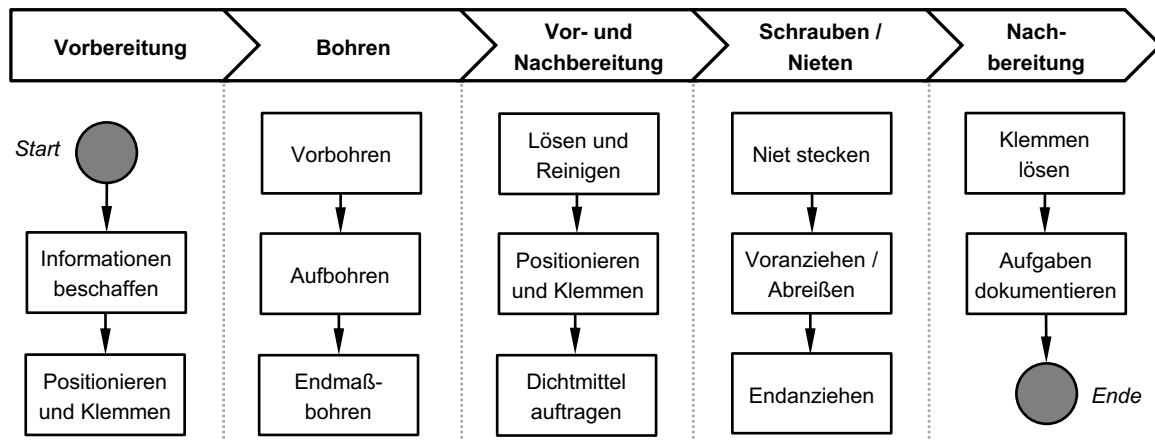 Vorbereitung
Bohren
Vor- und
Nachbereitung
Schrauben /
Nieten
Nach-
bereitung
Start
Informationen
beschaffen
Positionieren
und Klemmen
Vorbohren
Aufbohren
Endmaß-
bohren
Lösen und
Reinigen
Positionieren
und Klemmen
Dichtmittel
auftragen
Niet stecken
Voranziehen /
Abreißen
Endanziehen
Klemmen
lösen
Aufgaben
dokumentieren
Ende